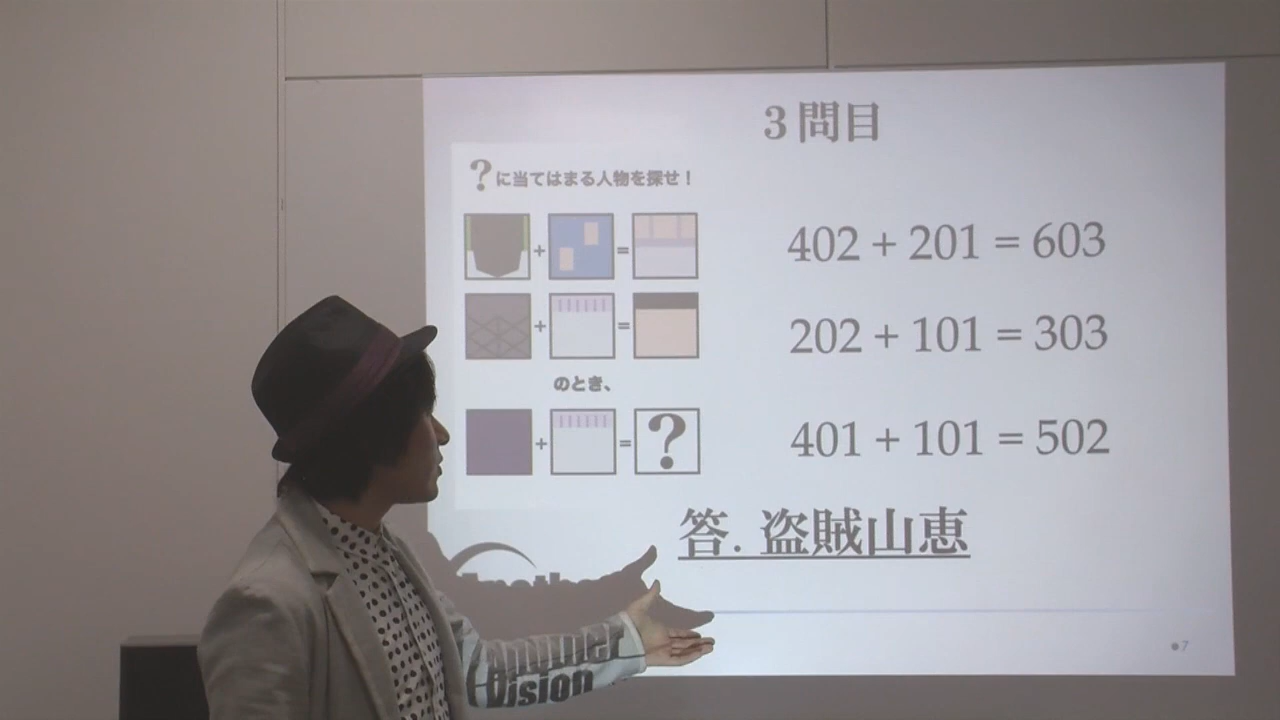 3問目
?に当てはまる人物を探せ!
+ =
+ =
のとき、
+ = ?
402 + 201 = 603
202 + 101 = 303
401 + 101 = 502
答. 盗賊山恵
Another
Vision
7